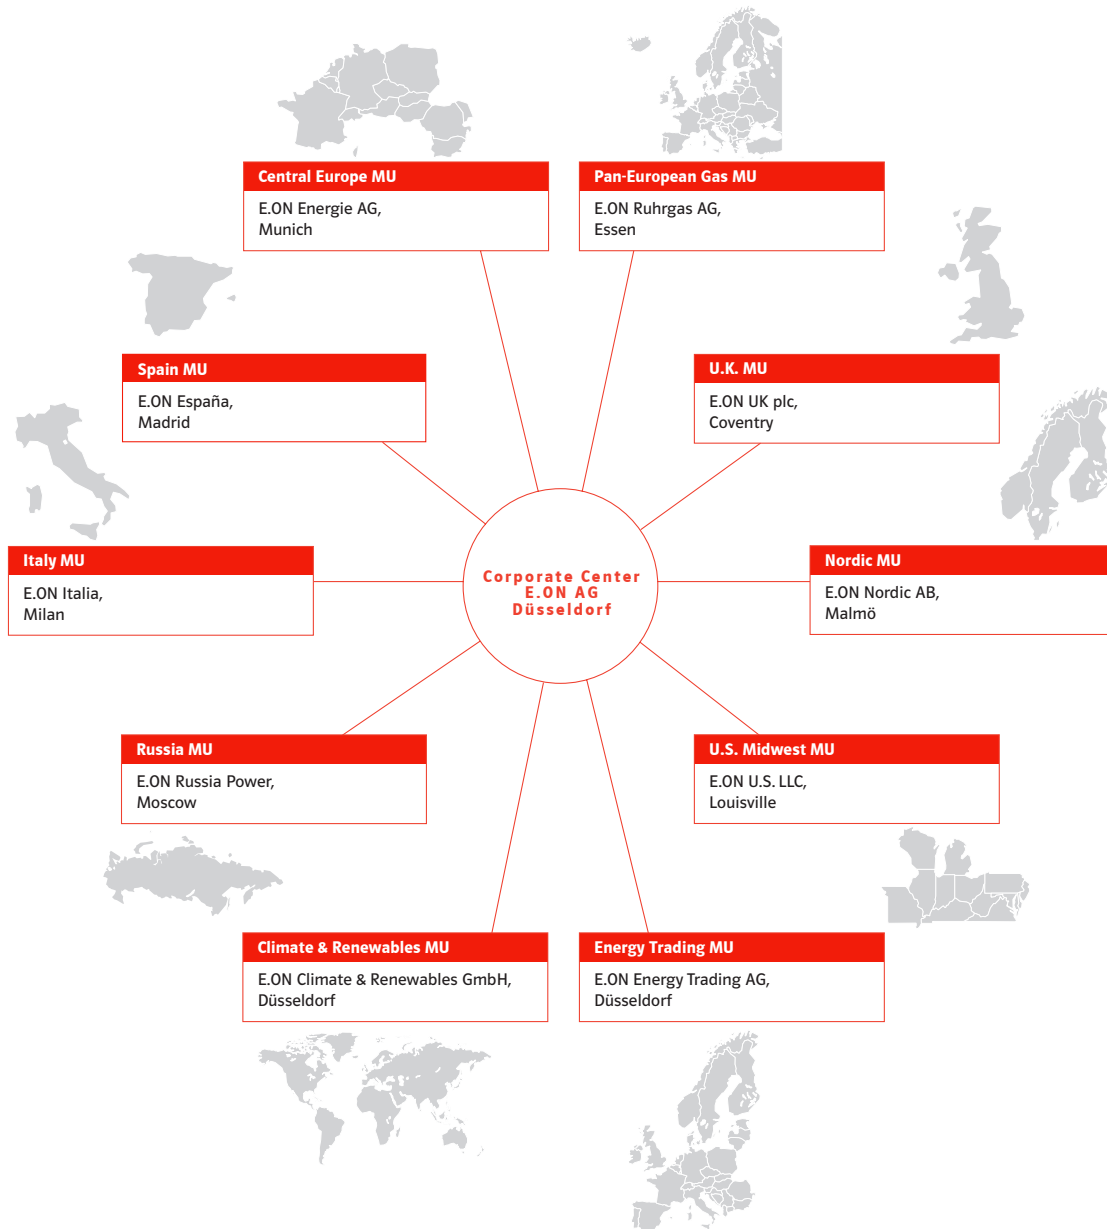 Central Europe MU
E.ON Energie AG,
Munich
Pan-European Gas MU
E.ON Ruhrgas AG,
Essen
Spain MU
E.ON España,
Madrid
U.K. MU
E.ON UK plc,
Coventry
Italy MU
E.ON Italia,
Milan
Corporate Center
E.ON AG
Düsseldorf
Nordic MU
E.ON Nordic AB,
Malmö
Russia MU
E.ON Russia Power,
Moscow
U.S. Midwest MU
E.ON U.S. LLC,
Louisville
Climate & Renewables MU
E.ON Climate & Renewables GmbH,
Düsseldorf
Energy Trading MU
E.ON Energy Trading AG,
Düsseldorf